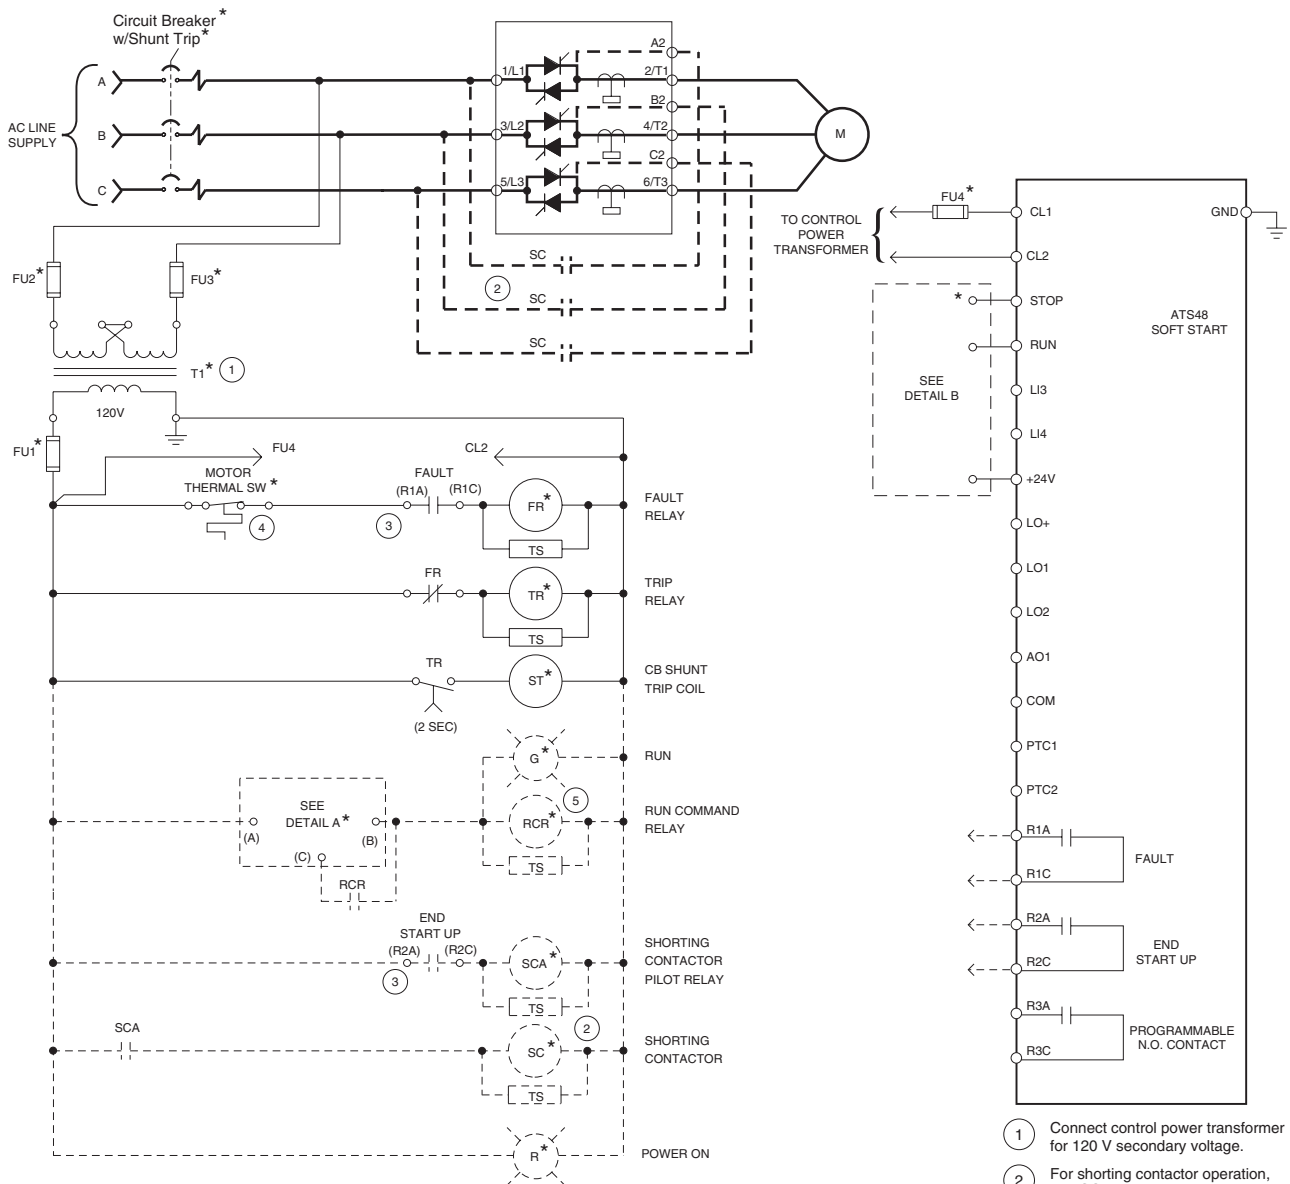 Circuit Breaker *
w/Shunt Trip*
A
B
C
AC LINE
SUPPLY
1/L1
3/L2
5/L3
A2
2/T1
B2
4/T2
C2
6/T3
M
SC
2
SC
SC
FU2*
FU3*
T1* 1
120V
FU1*
FU4
CL2
MOTOR
THERMAL SW *
4
FAULT
(R1A) (R1C)
3
FR*
TS
FAULT
RELAY
FR
TR*
TS
TRIP
RELAY
TR
(2 SEC)
ST*
CB SHUNT
TRIP COIL
G*
RUN
SEE
DETAIL A*
(A)
(B)
(C)
RCR
5
RCR*
TS
RUN COMMAND
RELAY
END
START UP
(R2A) (R2C)
3
SCA*
TS
SHORTING
CONTACTOR
PILOT RELAY
SCA
2
SC*
TS
SHORTING
CONTACTOR
R*
POWER ON
TO CONTROL
POWER
TRANSFORMER
FU4*
CL1
GND
CL2
*
STOP
ATS48
SOFT START
RUN
SEE
DETAIL B
LI3
LI4
+24V
LO+
LO1
LO2
AO1
COM
PTC1
PTC2
R1A
FAULT
R1C
R2A
END
START UP
R2C
R3A
PROGRAMMABLE
N.O. CONTACT
R3C
1 Connect control power transformer
for 120 V secondary voltage.
2 For shorting contactor operation,